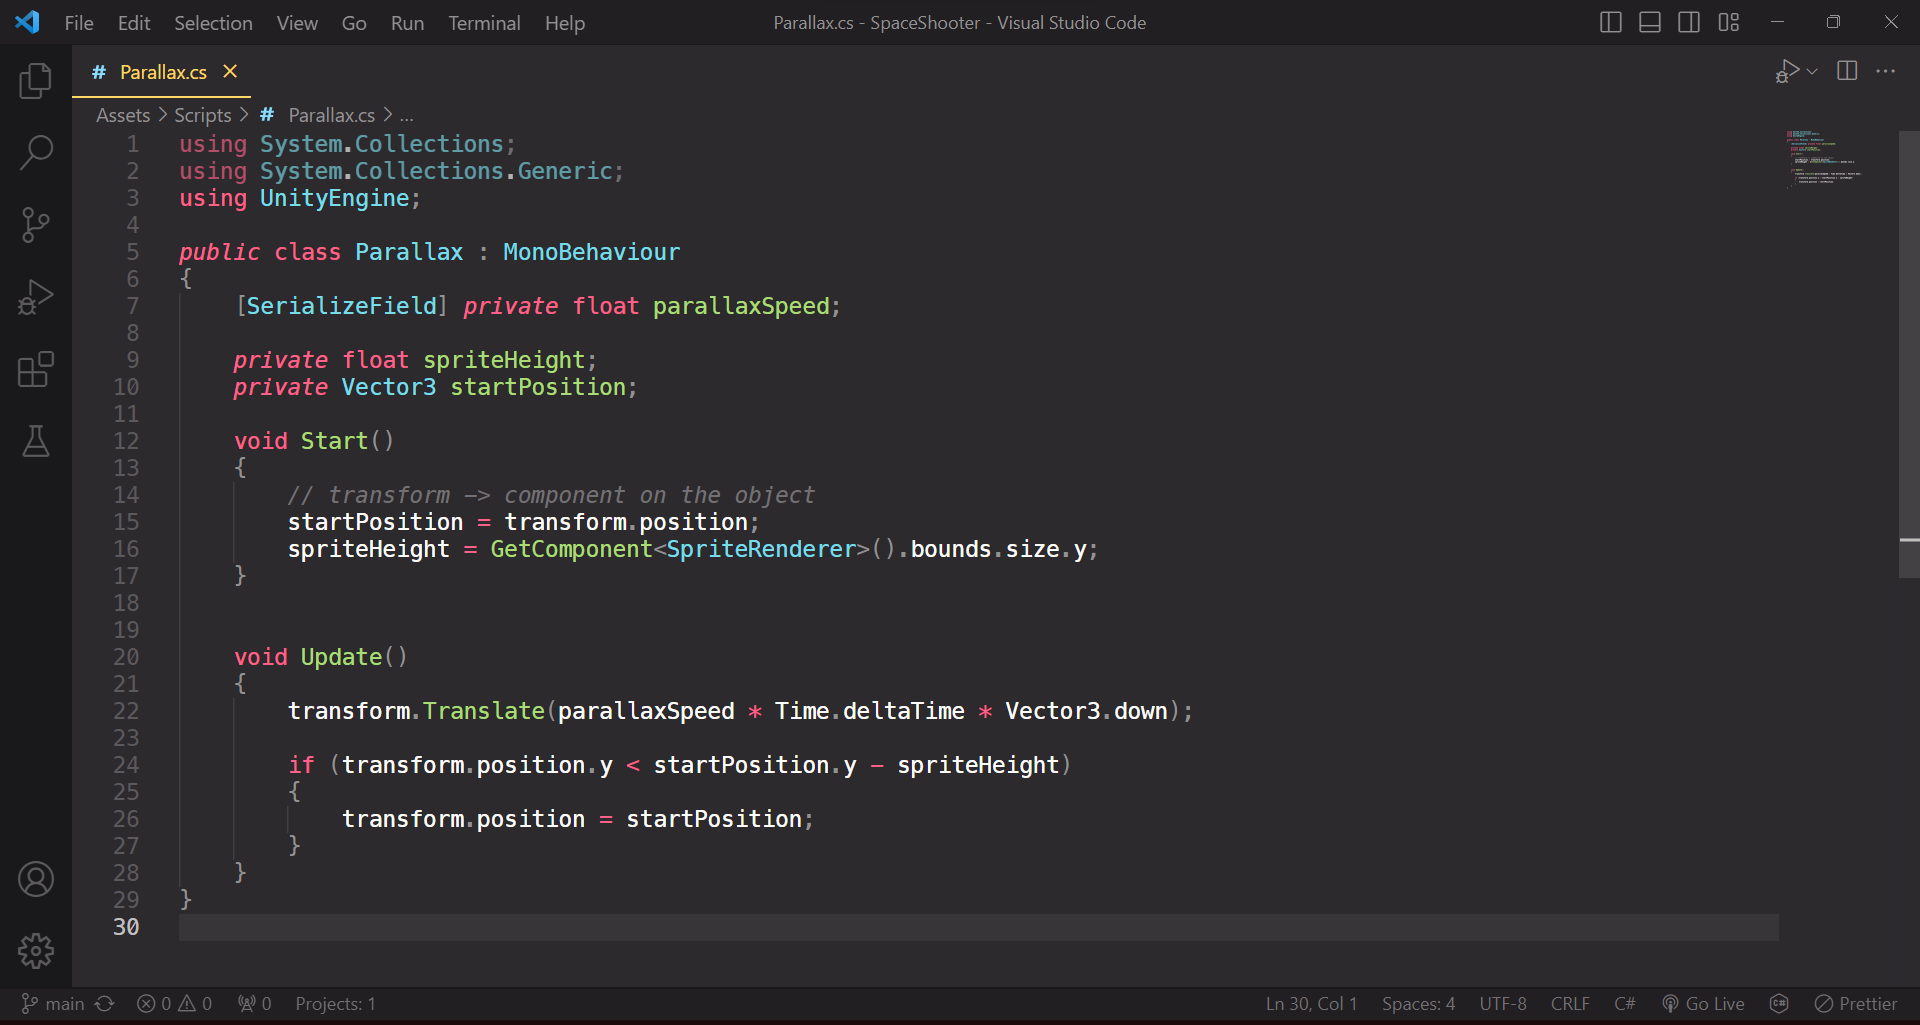 File Edit Selection View Go Run Terminal Help Parallax.cs - SpaceShooter - Visual Studio Code
# Parallax.cs
Assets > Scripts > # Parallax.cs > ...
1 using System.Collections;
2 using System.Collections.Generic;
3 using UnityEngine;
4
5 public class Parallax : MonoBehaviour
6 {
7 [SerializeField] private float parallaxSpeed;
8
9 private float spriteHeight;
10 private Vector3 startPosition;
11
12 void Start()
13 {
14 // transform -> component on the object
15 startPosition = transform.position;
16 spriteHeight = GetComponent<SpriteRenderer>().bounds.size.y;
17 }
18
19
20 void Update()
21 {
22 transform.Translate(parallaxSpeed * Time.deltaTime * Vector3.down);
23
24 if (transform.position.y < startPosition.y - spriteHeight)
25 {
26 transform.position = startPosition;
27 }
28 }
29 }
30
main 0 0 0 Projects: 1 Ln 30, Col 1 Spaces: 4 UTF-8 CRLF C# Go Live Prettier